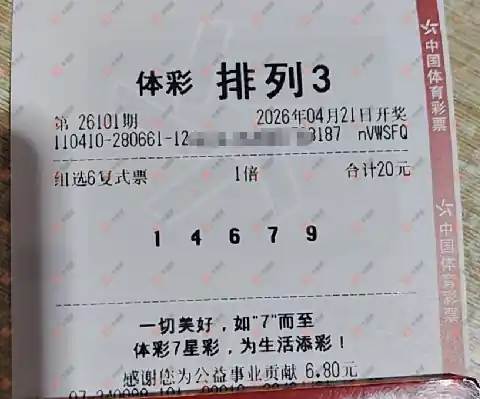 体彩 排列3
第 26101期 2026年04月21日开奖
110410-280661-12 3187 nVWSFQ
组选6复式票 1倍 合计20元
1 4 6 7 9
一切美好，如"7"而至
体彩7星彩，为生活添彩！
感谢您为公益事业贡献 6.80元
中国体育彩票
中国体育彩票